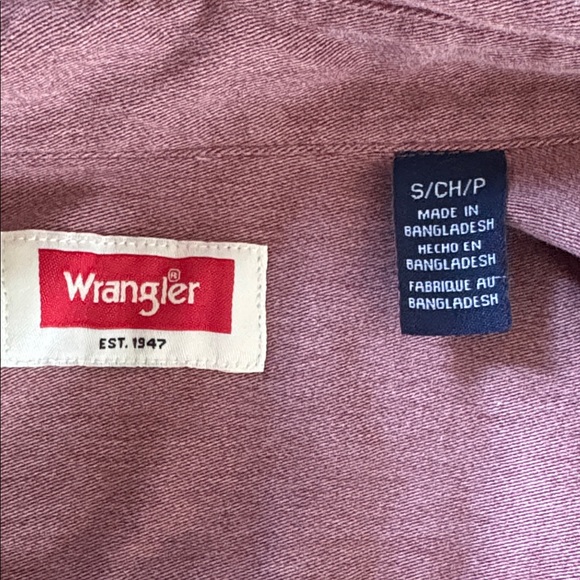 Wrangler®
EST. 1947
S/CH/P
MADE IN
BANGLADESH
HECHO EN
BANGLADESH
FABRIQUE AU
BANGLADESH